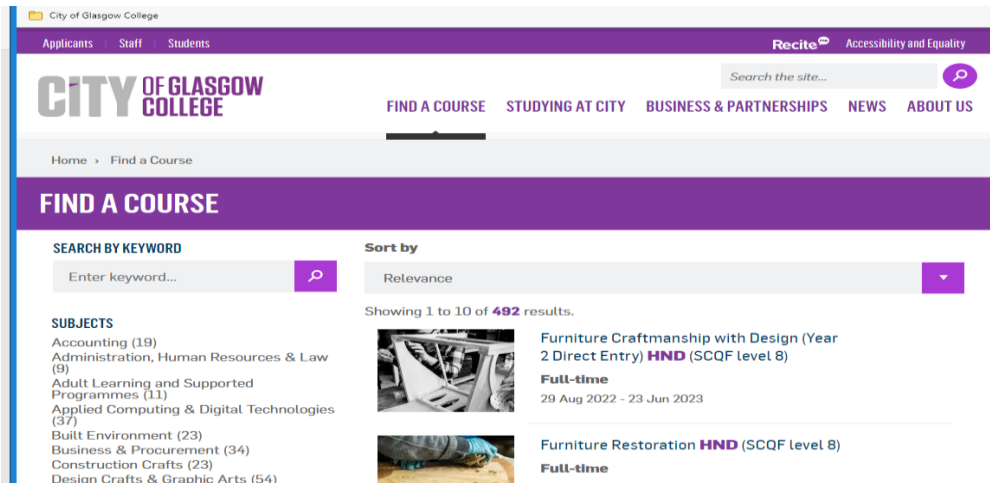 City of Glasgow College
Applicants | Staff | Students
Recite Accessibility and Equality
CITY OF GLASGOW COLLEGE
Search the site...
FIND A COURSE STUDYING AT CITY BUSINESS & PARTNERSHIPS NEWS ABOUT US
Home › Find a Course
FIND A COURSE
SEARCH BY KEYWORD
Enter keyword...
SUBJECTS
Accounting (19)
Administration, Human Resources & Law
(9)
Adult Learning and Supported
Programmes (11)
Applied Computing & Digital Technologies
(37)
Built Environment (23)
Business & Procurement (34)
Construction Crafts (23)
Design Crafts & Graphic Arts (54)
Sort by
Relevance
Showing 1 to 10 of 492 results.
Furniture Craftmanship with Design (Year
2 Direct Entry) HND (SCQF level 8)
Full-time
29 Aug 2022 - 23 Jun 2023
Furniture Restoration HND (SCQF level 8)
Full-time